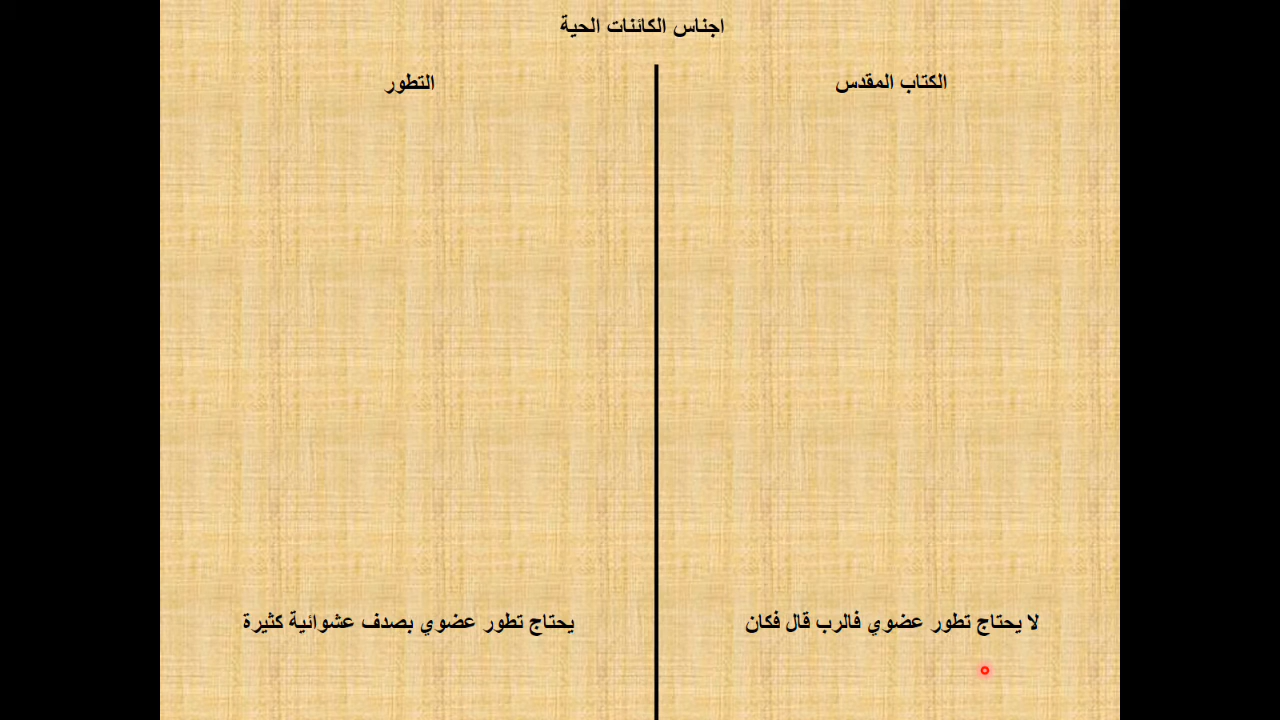 اجناس الكائنات الحية
الكتاب المقدس
التطور
لا يحتاج تطور عضوي فالرب قال فكان
يحتاج تطور عضوي بصدف عشوائية كثيرة